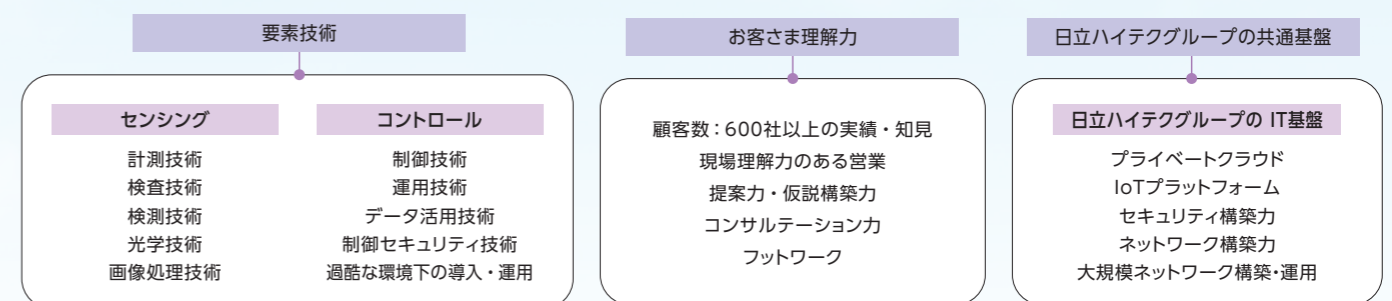 要素技術
センシング
計測技術
検査技術
検測技術
光学技術
画像処理技術
コントロール
制御技術
運用技術
データ活用技術
制御セキュリティ技術
過酷な環境下の導入・運用
お客さま理解力
顧客数：600社以上の実績・知見
現場理解力のある営業
提案力・仮説構築力
コンサルテーション力
フットワーク
日立ハイテクグループの共通基盤
日立ハイテクグループの IT基盤
プライベートクラウド
IoTプラットフォーム
セキュリティ構築力
ネットワーク構築力
大規模ネットワーク構築・運用